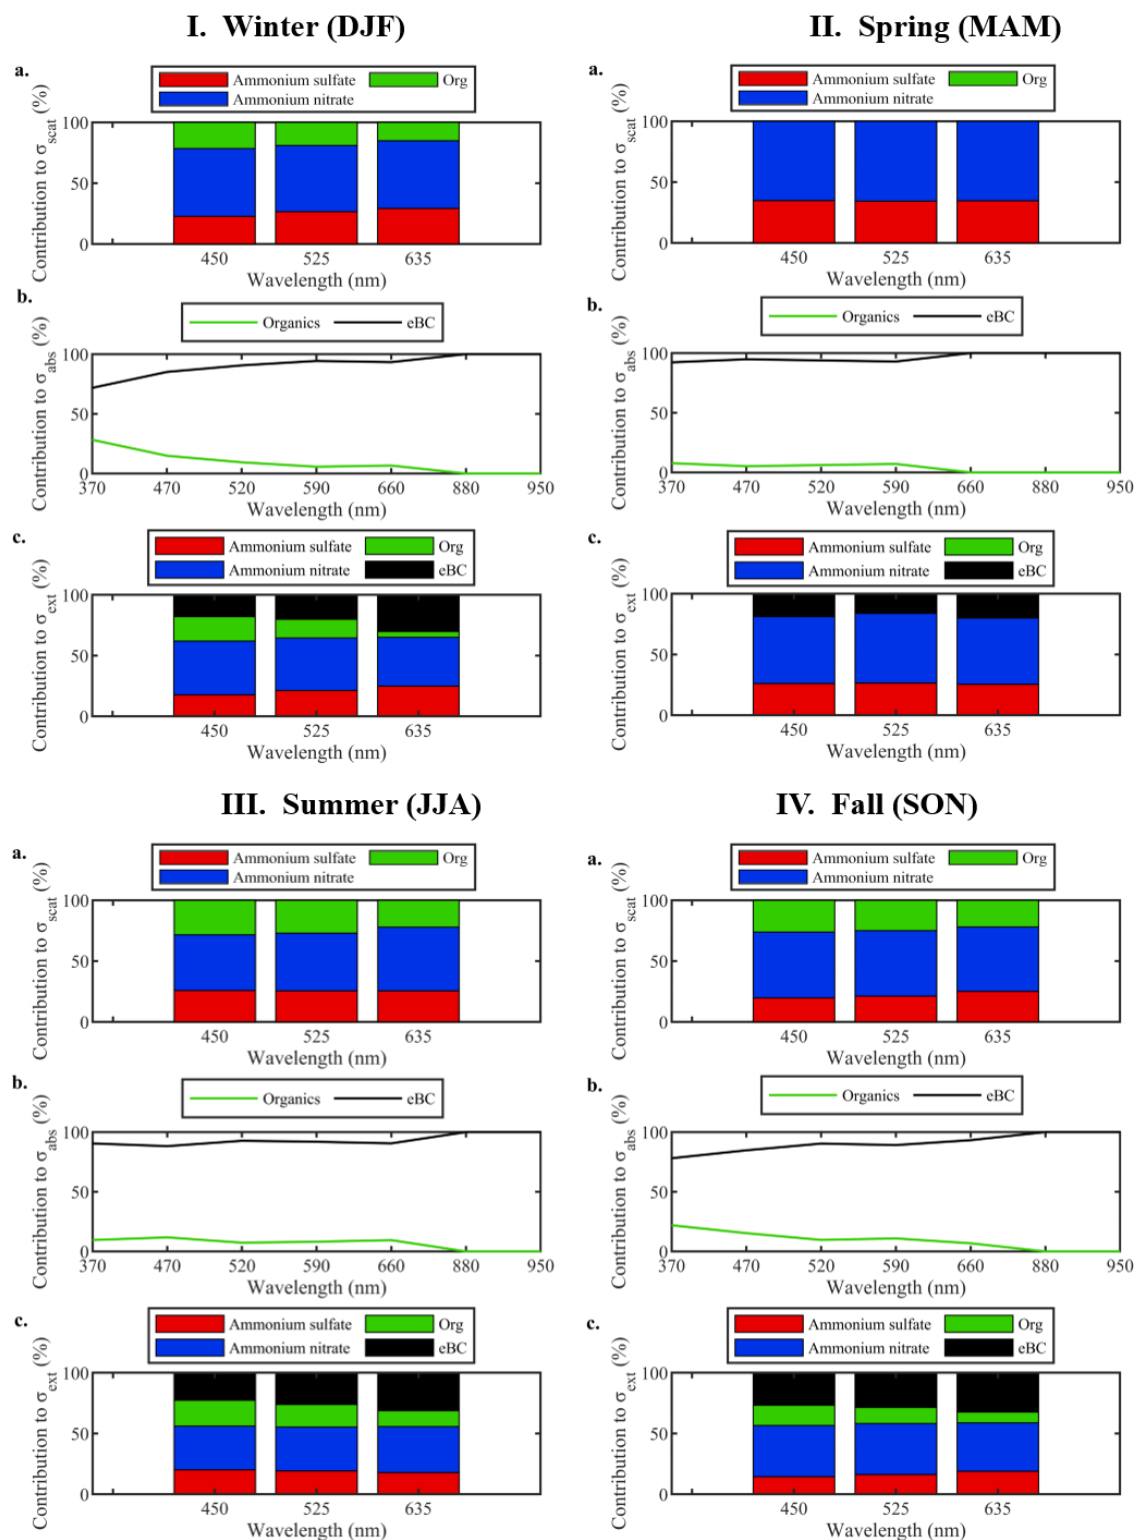 I. Winter (DJF)
a.
Ammonium sulfate Org
Ammonium nitrate
Contribution to σscat (%)
100
50
0
450 525 635
Wavelength (nm)
b.
Organics eBC
Contribution to σabs (%)
100
50
0
370 470 520 590 660 880 950
Wavelength (nm)
c.
Ammonium sulfate Org
Ammonium nitrate eBC
Contribution to σext (%)
100
50
0
450 525 635
Wavelength (nm)
II. Spring (MAM)
a.
Ammonium sulfate Org
Ammonium nitrate
Contribution to σscat (%)
100
50
0
450 525 635
Wavelength (nm)
b.
Organics eBC
Contribution to σabs (%)
100
50
0
370 470 520 590 660 880 950
Wavelength (nm)
c.
Ammonium sulfate Org
Ammonium nitrate eBC
Contribution to σext (%)
100
50
0
450 525 635
Wavelength (nm)
III. Summer (JJA)
a.
Ammonium sulfate Org
Ammonium nitrate
Contribution to σscat (%)
100
50
0
450 525 635
Wavelength (nm)
b.
Organics eBC
Contribution to σabs (%)
100
50
0
370 470 520 590 660 880 950
Wavelength (nm)
c.
Ammonium sulfate Org
Ammonium nitrate eBC
Contribution to σext (%)
100
50
0
450 525 635
Wavelength (nm)
IV. Fall (SON)
a.
Ammonium sulfate Org
Ammonium nitrate
Contribution to σscat (%)
100
50
0
450 525 635
Wavelength (nm)
b.
Organics eBC
Contribution to σabs (%)
100
50
0
370 470 520 590 660 880 950
Wavelength (nm)
c.
Ammonium sulfate Org
Ammonium nitrate eBC
Contribution to σext (%)
100
50
0
450 525 635
Wavelength (nm)